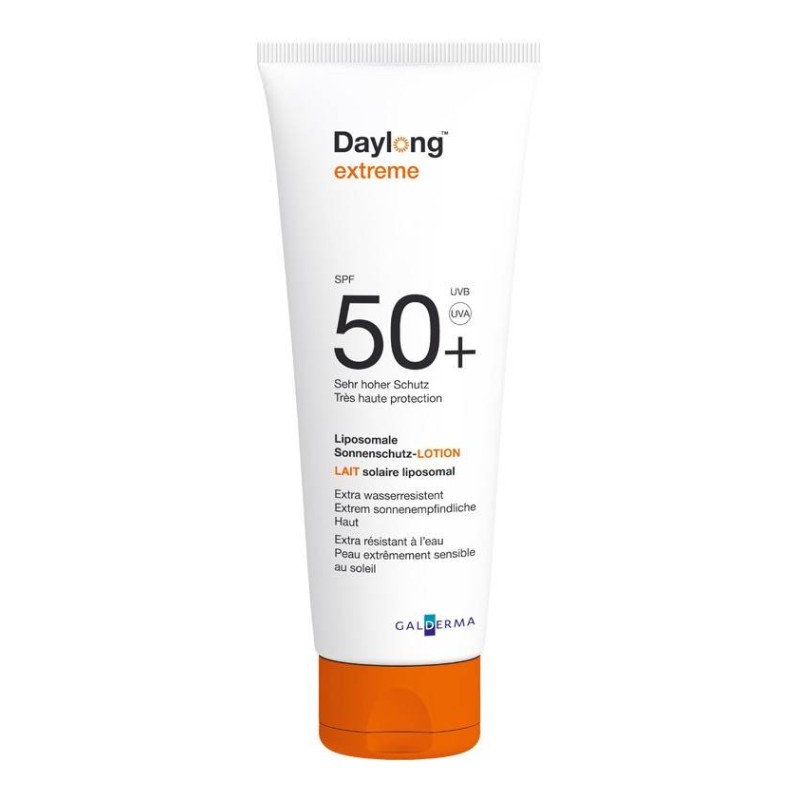 Daylong™
extreme
SPF
50+
UVB
UVA
Sehr hoher Schutz
Très haute protection
Liposomale
Sonnenschutz-LOTION
LAIT solaire liposomal
Extra wasserresistent
Extrem sonnenempfindliche
Haut
Extra résistant à l'eau
Peau extrêmement sensible
au soleil
GALDERMA